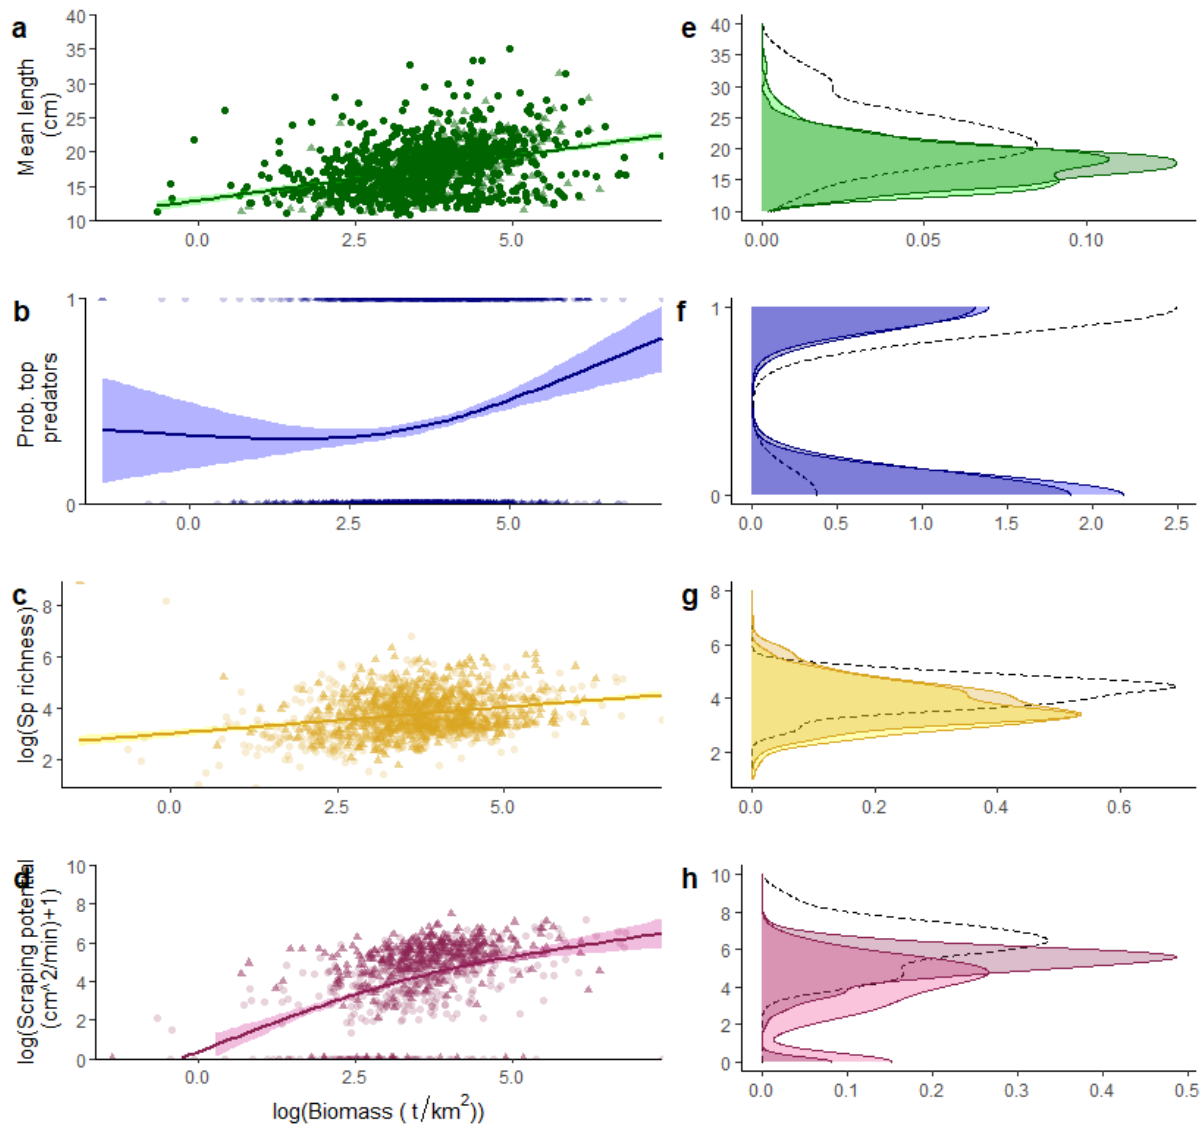 a
Mean length
(cm)
40
35
30
25
20
15
10
0.0 2.5 5.0
e
40
35
30
25
20
15
10
0.00 0.05 0.10
b
Prob. top
predators
1
0
0.0 2.5 5.0
f
1
0
0.0 0.5 1.0 1.5 2.0 2.5
c
log(Sp richness)
8
6
4
2
0.0 2.5 5.0
g
8
6
4
2
0.0 0.2 0.4 0.6
d
log(Scraping potential
(cm^2/min)+1)
10
8
6
4
2
0
0.0 2.5 5.0
log(Biomass ( t/km²))
h
10
8
6
4
2
0
0.0 0.1 0.2 0.3 0.4 0.5